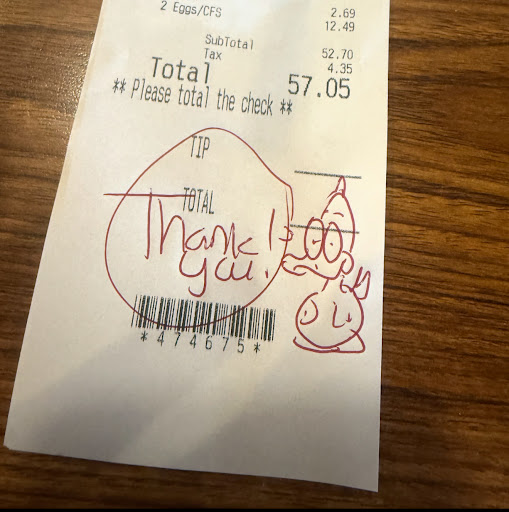 2 Eggs/CFS 2.69
12.49
SubTotal 52.70
Tax 4.35
Total 57.05
** Please total the check **
TIP
TOTAL
Thank
you!
*474675*